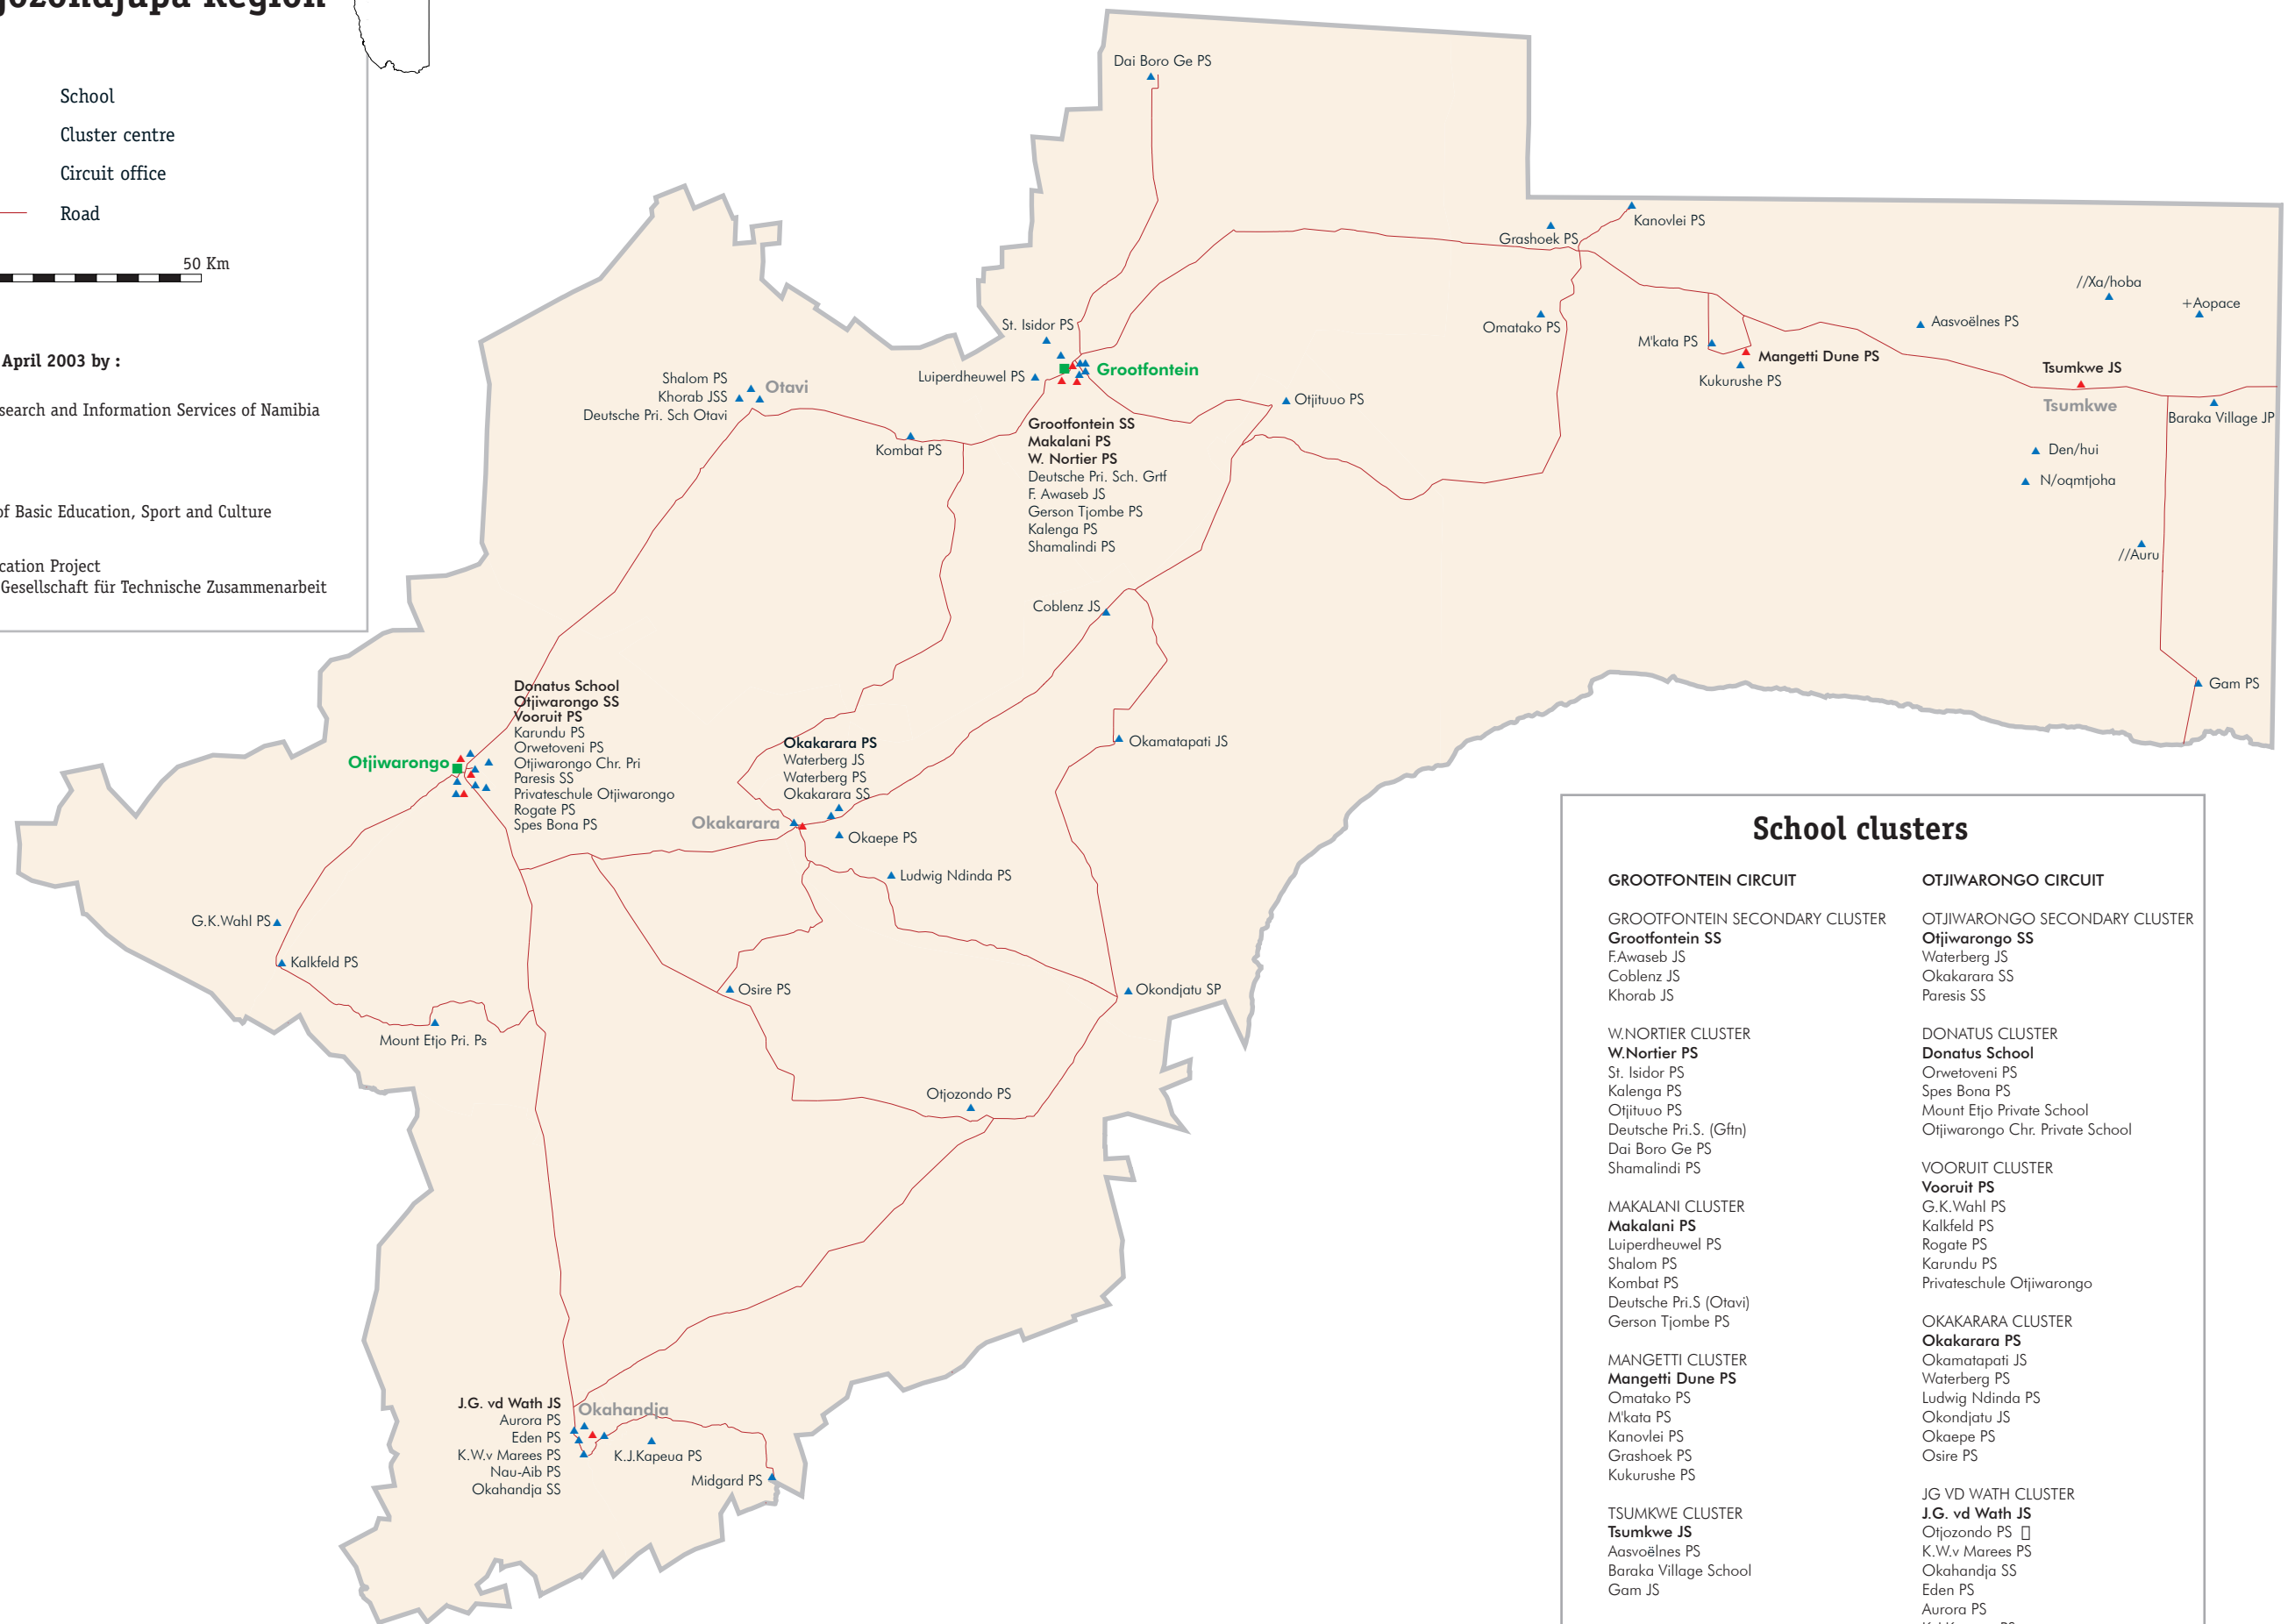 School
Cluster centre
Circuit office
Road
50 Km
April 2003 by :
search and Information Services of Namibia
of Basic Education, Sport and Culture
cation Project
Gesellschaft für Technische Zusammenarbeit
Dai Boro Ge PS
Kanovlei PS
Grashoek PS
//Xa/hoba
+Aopace
Aasvoëlnes PS
Omatako PS
M'kata PS
Mangetti Dune PS
Kukurushe PS
Tsumkwe JS
Tsumkwe
Baraka Village JP
Den/hui
N/oqmtjoha
//Auru
Gam PS
St. Isidor PS
Luiperdheuwel PS
Grootfontein
Otjituuo PS
Shalom PS
Khorab JSS
Deutsche Pri. Sch Otavi
Otavi
Kombat PS
Grootfontein SS
Makalani PS
W. Nortier PS
Deutsche Pri. Sch. Grtf
F. Awaseb JS
Gerson Tjombe PS
Kalenga PS
Shamalindi PS
Coblenz JS
Okamatapati JS
Donatus School
Otjiwarongo SS
Vooruit PS
Karundu PS
Orwetoveni PS
Otjiwarongo Chr. Pri
Paresis SS
Privateschule Otjiwarongo
Rogate PS
Spes Bona PS
Otjiwarongo
Okakarara PS
Waterberg JS
Waterberg PS
Okakarara SS
Okakarara
Okaepe PS
Ludwig Ndinda PS
G.K.Wahl PS
Kalkfeld PS
Osire PS
Okondjatu SP
Mount Etjo Pri. Ps
Otjozondo PS
J.G. vd Wath JS
Aurora PS
Eden PS
K.W.v Marees PS
Nau-Aib PS
Okahandja SS
Okahandja
K.J.Kapeua PS
Midgard PS
School clusters
GROOTFONTEIN CIRCUIT
GROOTFONTEIN SECONDARY CLUSTER
Grootfontein SS
F.Awaseb JS
Coblenz JS
Khorab JS
W.NORTIER CLUSTER
W.Nortier PS
St. Isidor PS
Kalenga PS
Otjituuo PS
Deutsche Pri.S. (Gftn)
Dai Boro Ge PS
Shamalindi PS
MAKALANI CLUSTER
Makalani PS
Luiperdheuwel PS
Shalom PS
Kombat PS
Deutsche Pri.S (Otavi)
Gerson Tjombe PS
MANGETTI CLUSTER
Mangetti Dune PS
Omatako PS
M'kata PS
Kanovlei PS
Grashoek PS
Kukurushe PS
TSUMKWE CLUSTER
Tsumkwe JS
Aasvoëlnes PS
Baraka Village School
Gam JS
OTJIWARONGO CIRCUIT
OTJIWARONGO SECONDARY CLUSTER
Otjiwarongo SS
Waterberg JS
Okakarara SS
Paresis SS
DONATUS CLUSTER
Donatus School
Orwetoveni PS
Spes Bona PS
Mount Etjo Private School
Otjiwarongo Chr. Private School
VOORUIT CLUSTER
Vooruit PS
G.K.Wahl PS
Kalkfeld PS
Rogate PS
Karundu PS
Privateschule Otjiwarongo
OKAKARARA CLUSTER
Okakarara PS
Okamatapati JS
Waterberg PS
Ludwig Ndinda PS
Okondjatu JS
Okaepe PS
Osire PS
JG VD WATH CLUSTER
J.G. vd Wath JS
Otjozondo PS
K.W.v Marees PS
Okahandja SS
Eden PS
Aurora PS